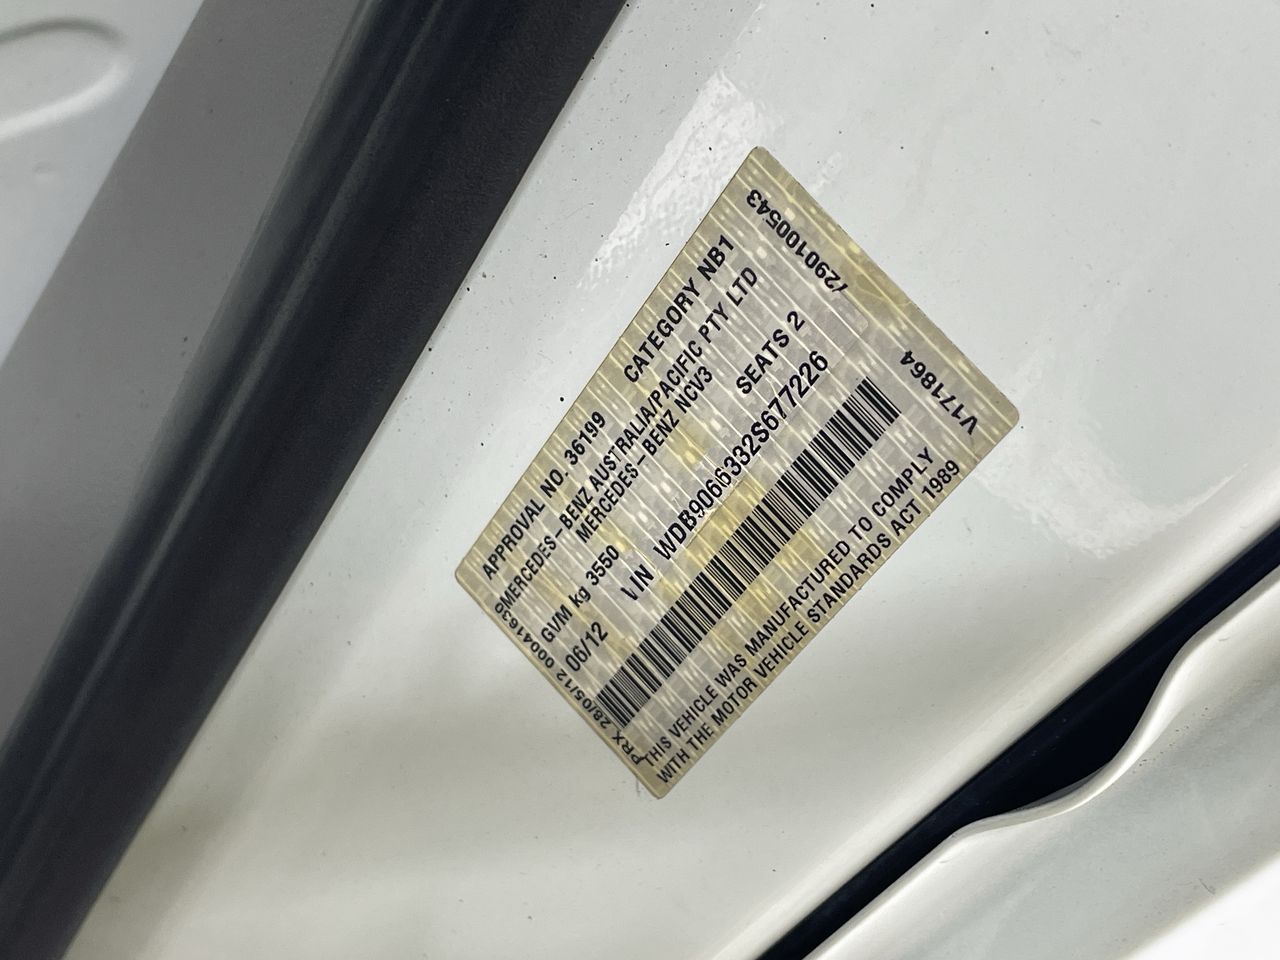 APPROVAL NO. 36199 CATEGORY NB1
MERCEDES-BENZ AUSTRALIA/PACIFIC PTY LTD
MERCEDES-BENZ NCV3
GVM kg 3550 SEATS 2
06/12 VIN WDB9066332S677226
THIS VEHICLE WAS MANUFACTURED TO COMPLY
WITH THE MOTOR VEHICLE STANDARDS ACT 1989
PRX 28/05/12 00041639
7290100543
V171864